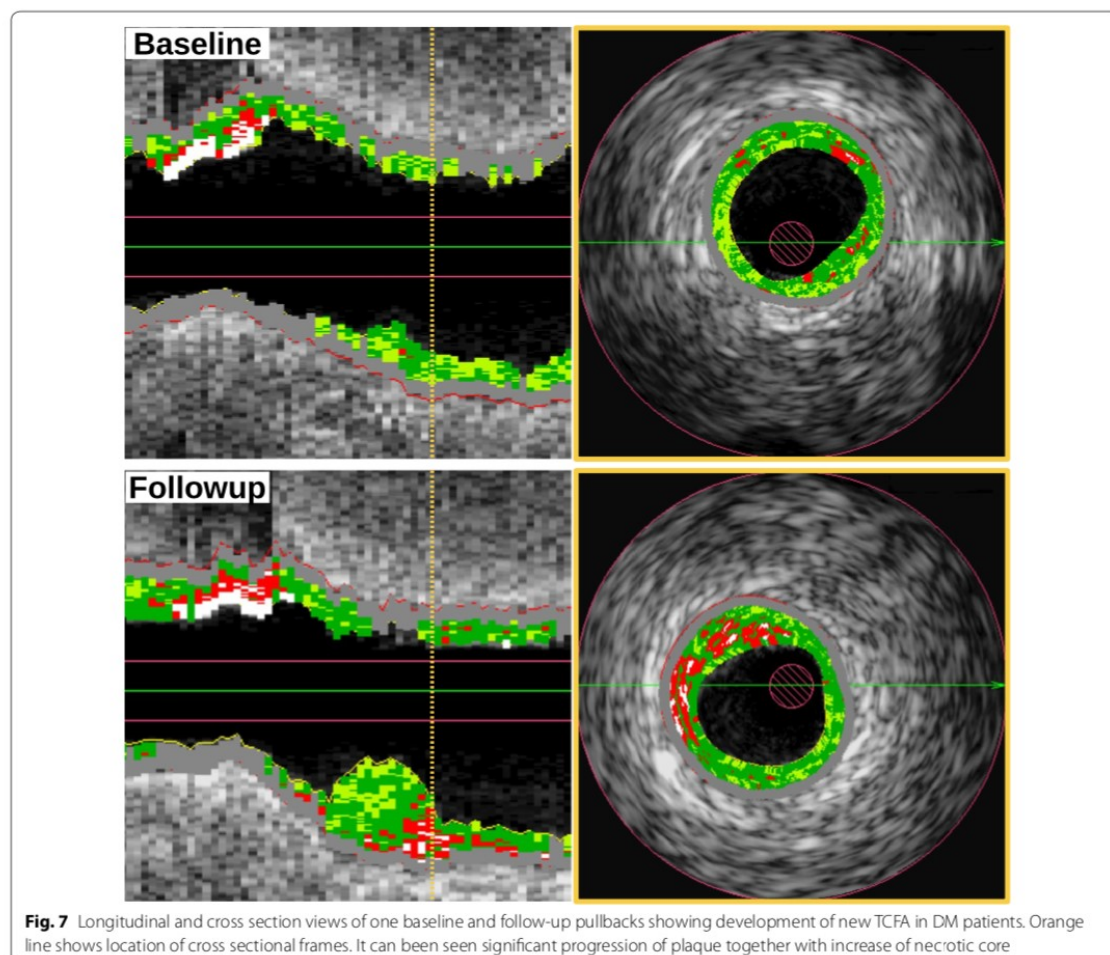 Baseline
Followup
Fig. 7 Longitudinal and cross section views of one baseline and follow-up pullbacks showing development of new TCFA in DM patients. Orange
line shows location of cross sectional frames. It can been seen significant progression of plaque together with increase of necrotic core